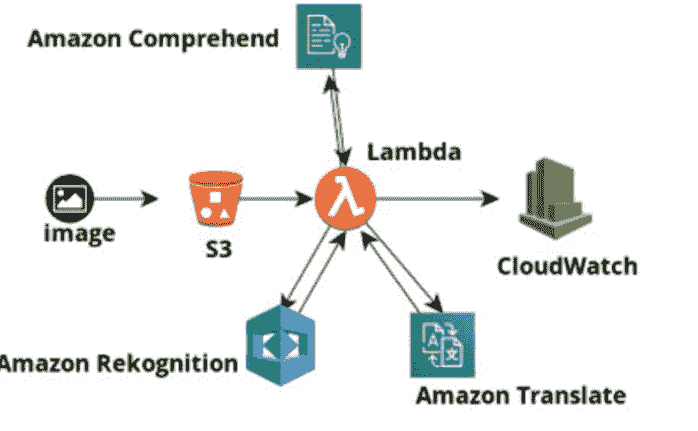 Amazon Comprehend
Lambda
image
S3
CloudWatch
Amazon Rekognition
Amazon Translate